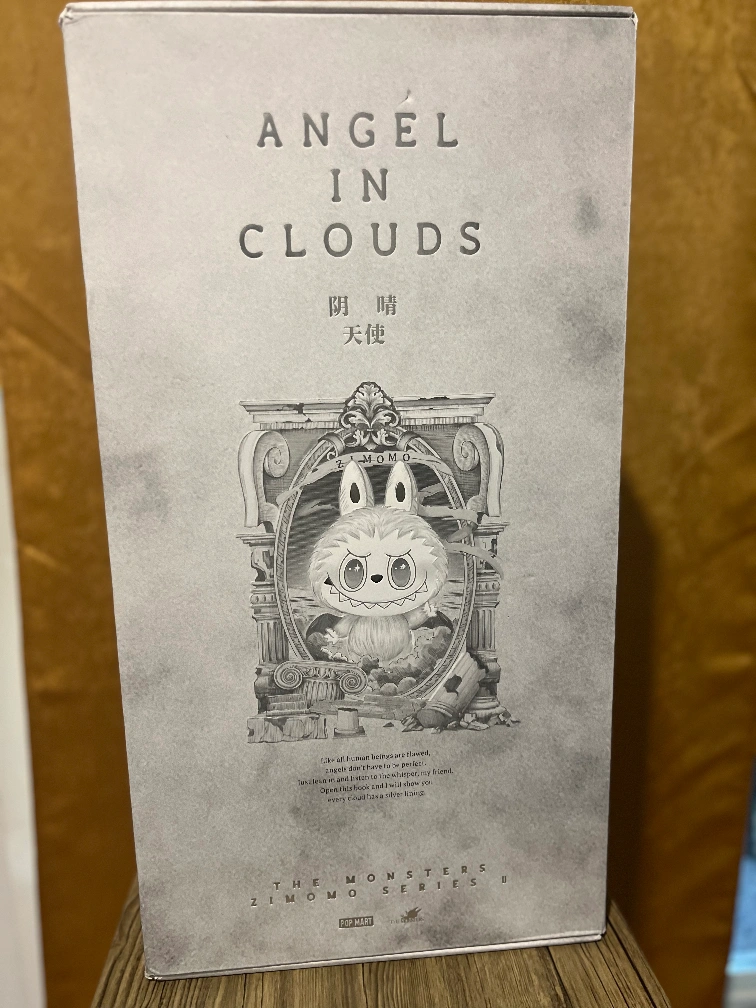 ANGEL
IN
CLOUDS
阴 晴
天使
ZIMOMO
Like all human beings are flawed,
angels don't have to be perfect.
Just lean in and listen to the whisper, my friend.
Open this book and I will show you
every cloud has a silver lining.
THE MONSTERS
ZIMOMO SERIES II
POP MART